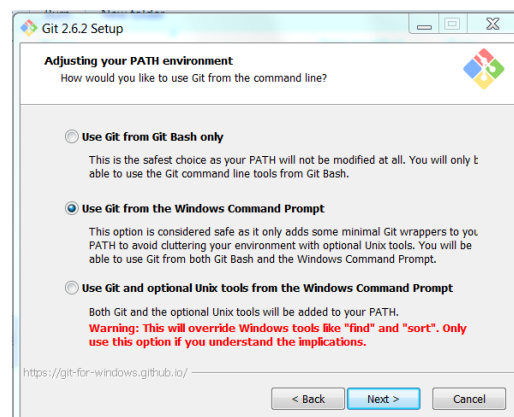 New folder
Git 2.6.2 Setup
Adjusting your PATH environment
How would you like to use Git from the command line?
Use Git from Git Bash only
This is the safest choice as your PATH will not be modified at all. You will only b
able to use the Git command line tools from Git Bash.
Use Git from the Windows Command Prompt
This option is considered safe as it only adds some minimal Git wrappers to you
PATH to avoid cluttering your environment with optional Unix tools. You will be
able to use Git from both Git Bash and the Windows Command Prompt.
Use Git and optional Unix tools from the Windows Command Prompt
Both Git and the optional Unix tools will be added to your PATH.
Warning: This will override Windows tools like "find" and "sort". Only
use this option if you understand the implications.
https://git-for-windows.github.io/
< Back Next > Cancel